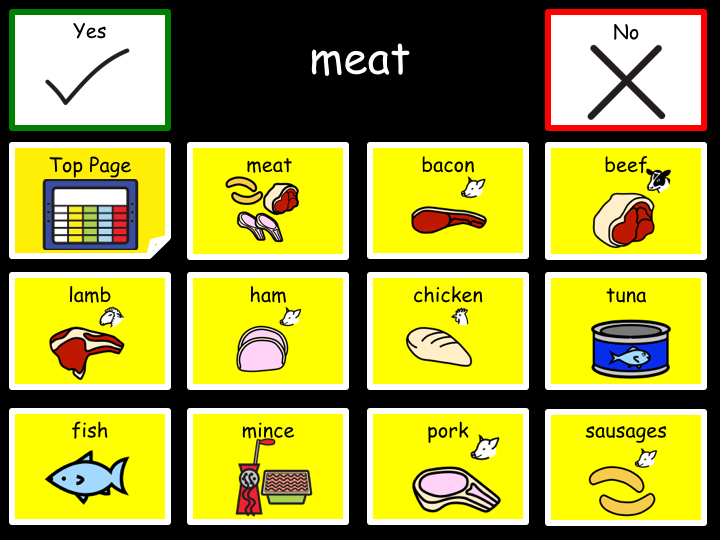 Yes
meat
No
Top Page
meat
bacon
beef
lamb
ham
chicken
tuna
fish
mince
pork
sausages